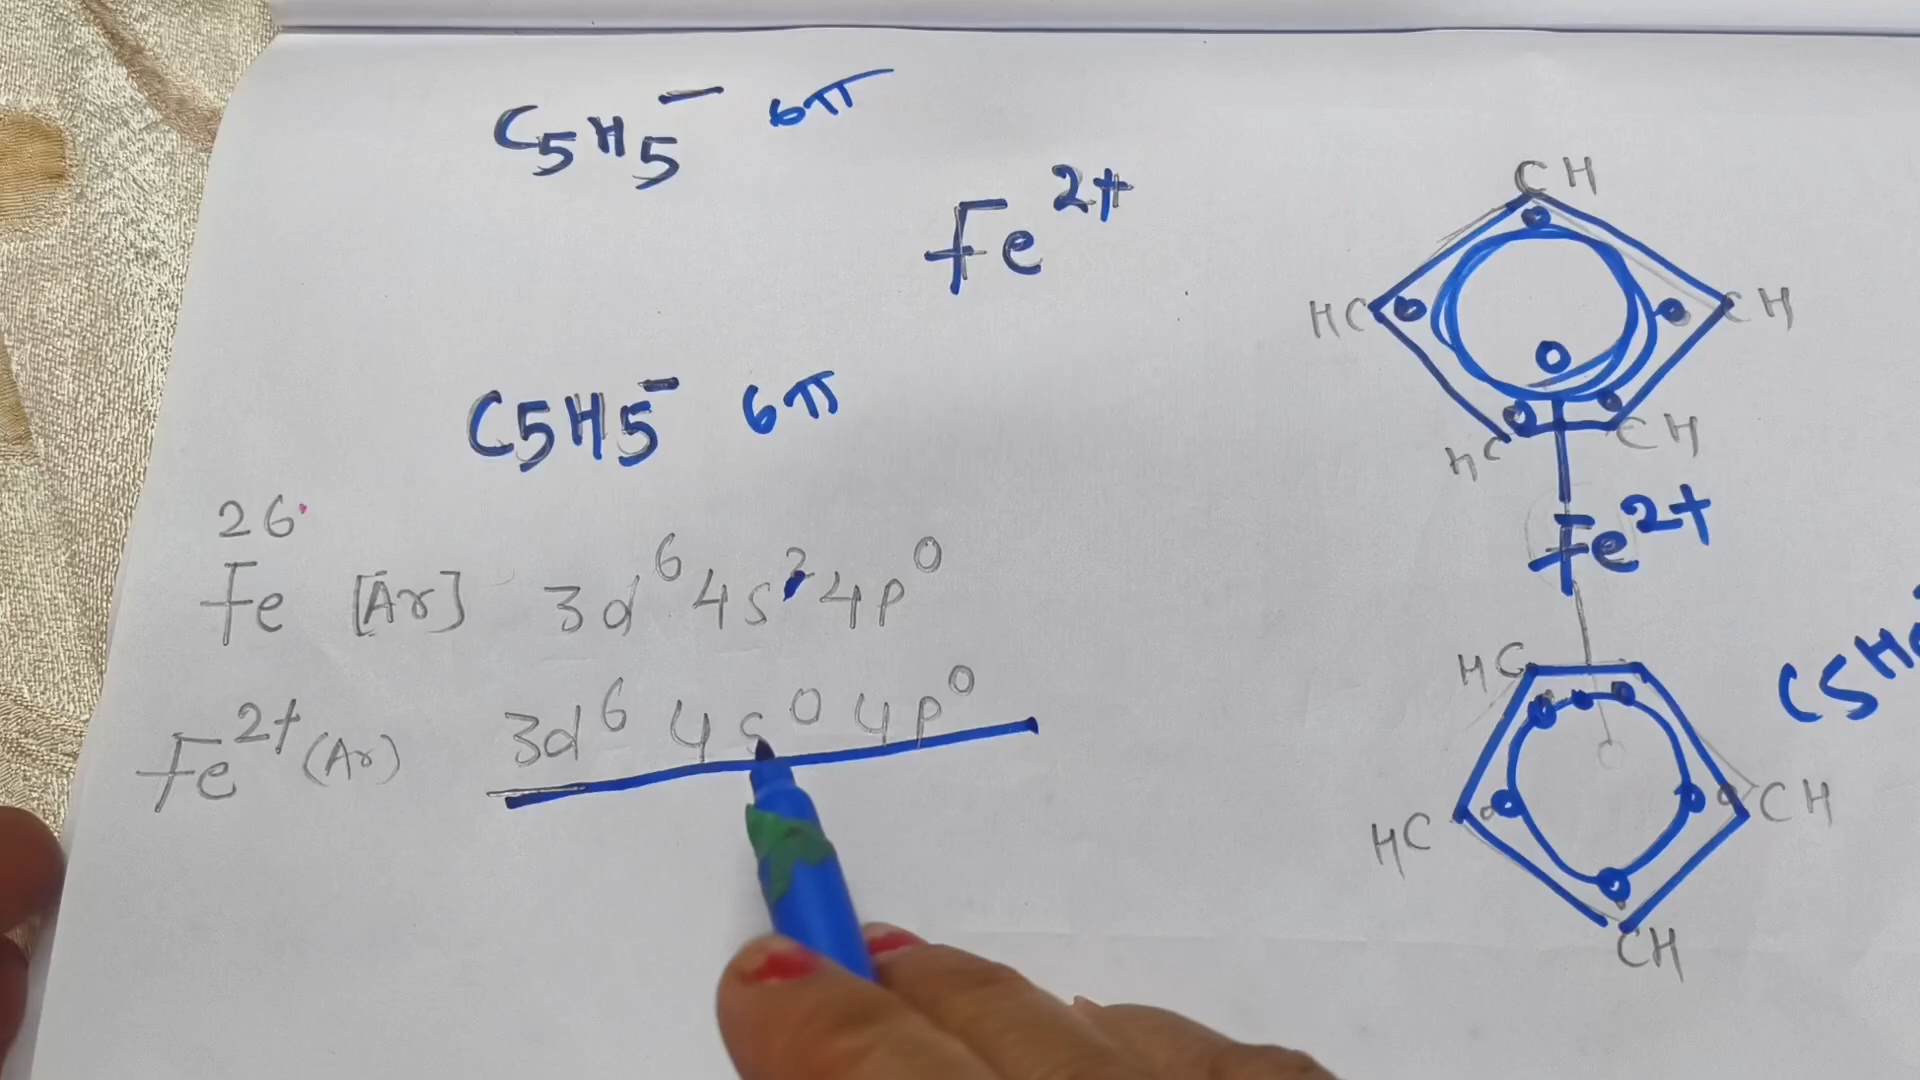 C₅H₅⁻ 6π
Fe²⁺
C₅H₅⁻ 6π
26
Fe [Ar] 3d⁶ 4s² 4p⁰
Fe²⁺ (Ar) 3d⁶ 4s⁰ 4p⁰
CH
HC
CH
HC
CH
Fe²⁺
HC
C5H
HC
CH
CH